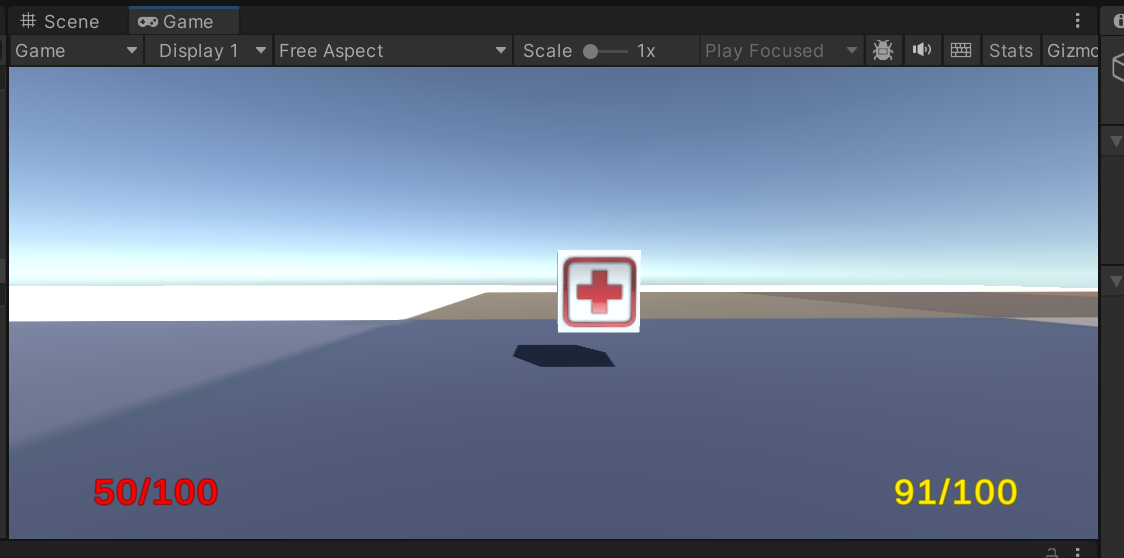 Scene
Game
Game
Display 1
Free Aspect
Scale
1x
Play Focused
Stats
Gizmo
50/100
91/100